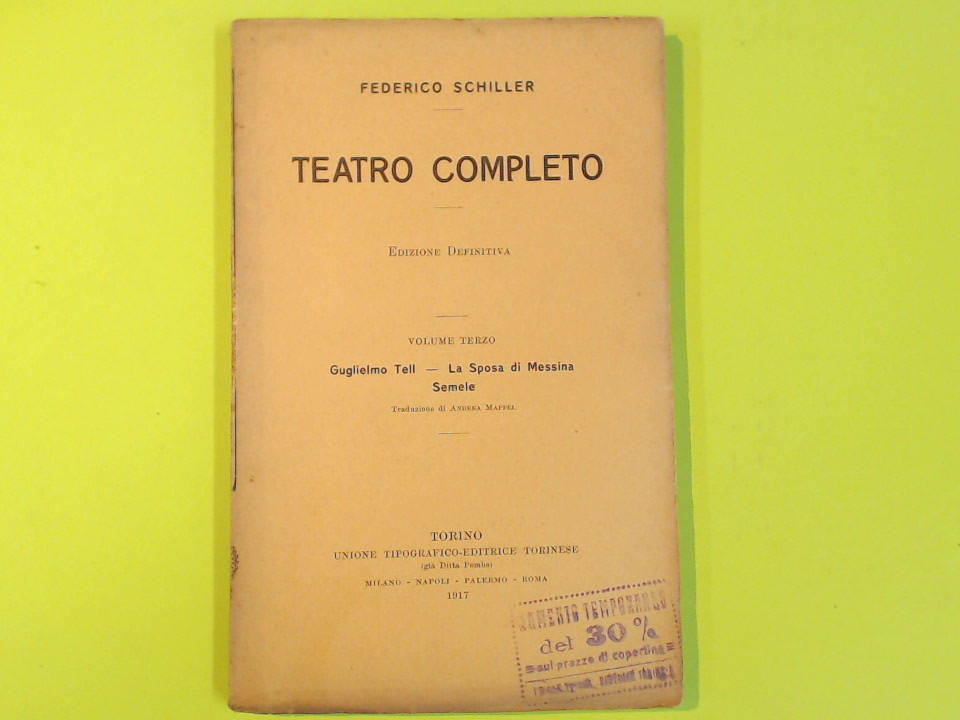 FEDERICO SCHILLER
TEATRO COMPLETO
EDIZIONE DEFINITIVA
VOLUME TERZO
Guglielmo Tell — La Sposa di Messina
Semele
Traduzione di ANDREA MAFFEI.
TORINO
UNIONE TIPOGRAFICO-EDITRICE TORINESE
(già Ditta Pomba)
MILANO - NAPOLI - PALERMO - ROMA
1917
AUMENTO TEMPORANEO
del 30 %
sul prezzo di copertina